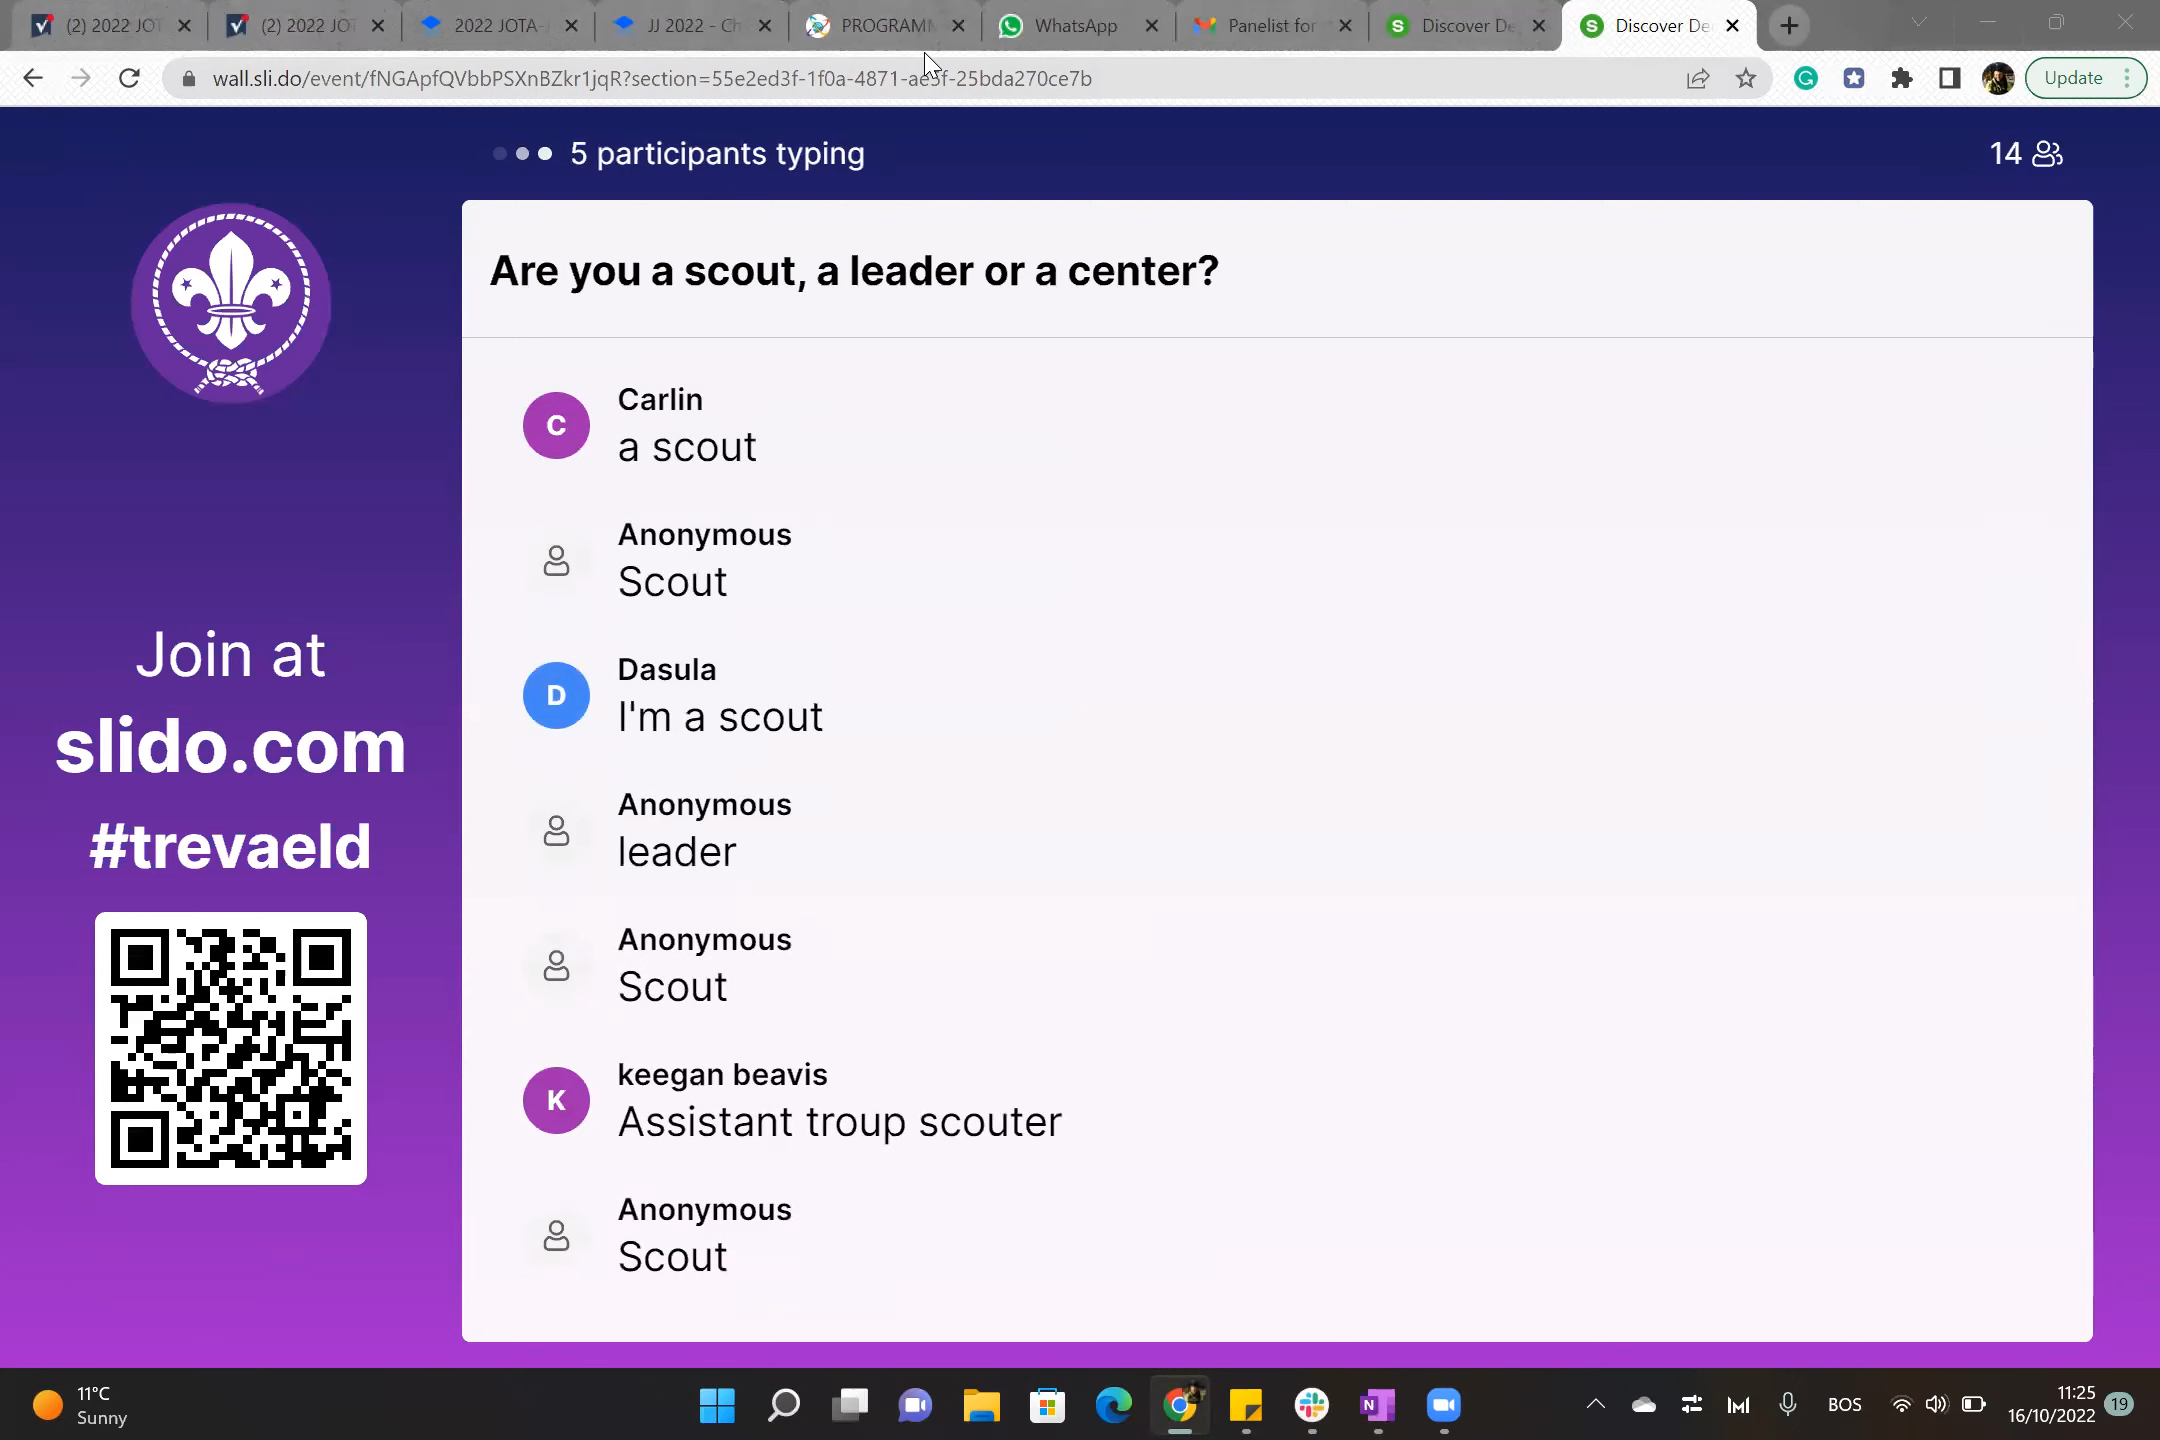 (2) 2022 JOT
(2) 2022 JOT
2022 JOTA-J
JJ 2022 - Ch
PROGRAMM
WhatsApp
Panelist for
Discover De
Discover De
wall.sli.do/event/fNGApfQVbbPSXnBZkr1jqR?section=55e2ed3f-1f0a-4871-ae5f-25bda270ce7b
Update
5 participants typing
14
Are you a scout, a leader or a center?
C
Carlin
a scout
Anonymous
Scout
D
Dasula
I'm a scout
Anonymous
leader
Anonymous
Scout
K
keegan beavis
Assistant troup scouter
Anonymous
Scout
Join at
slido.com
#trevaeld
11°C
Sunny
BOS
11:25
16/10/2022
19